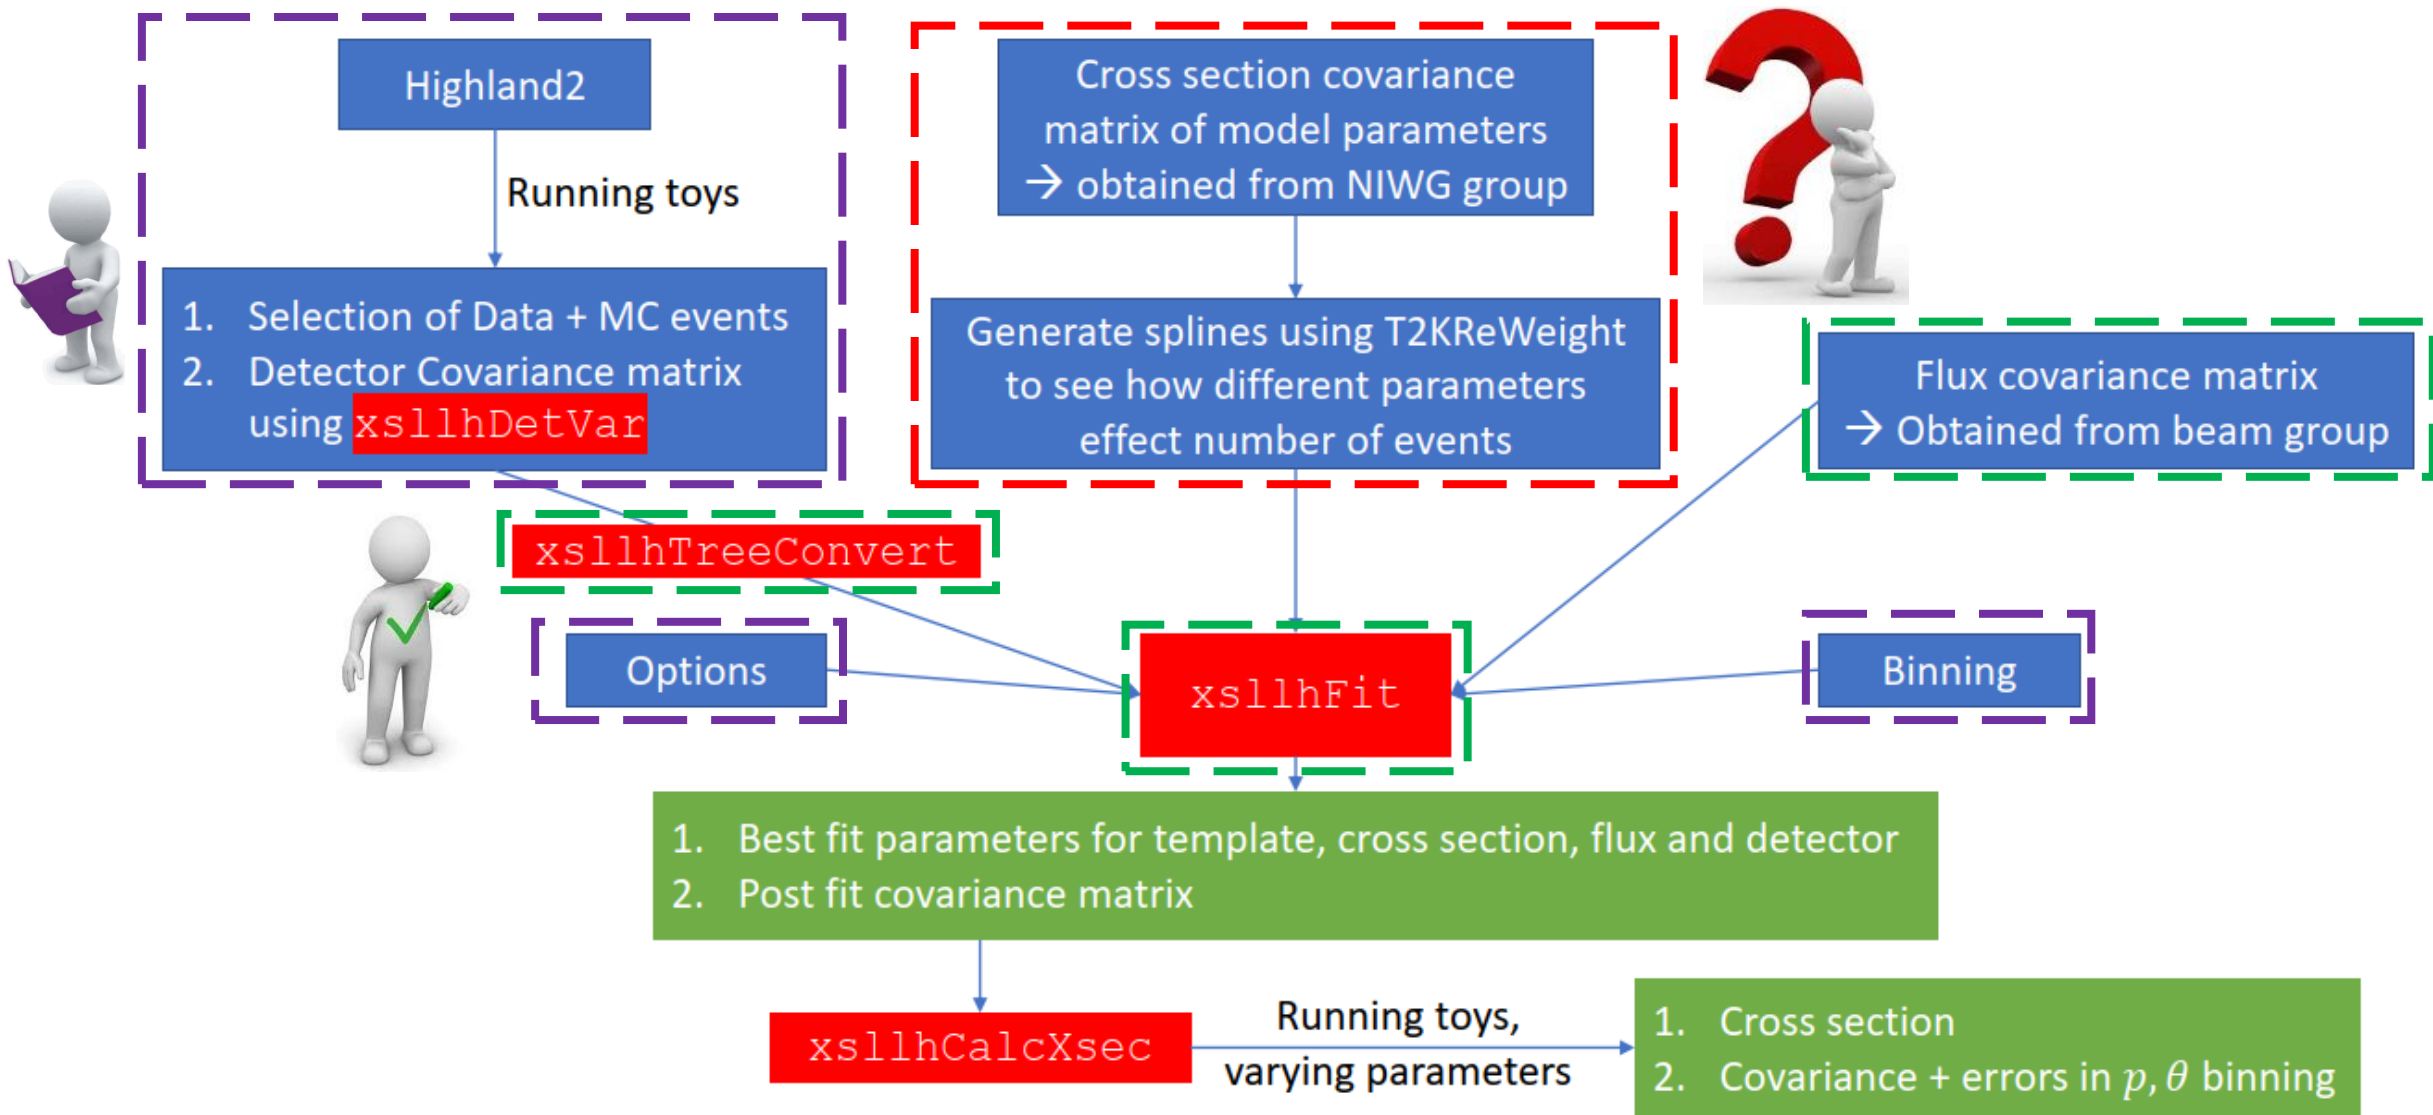 Highland2
Running toys
1. Selection of Data + MC events
2. Detector Covariance matrix
using xsllhDetVar
Cross section covariance
matrix of model parameters
→ obtained from NIWG group
Generate splines using T2KReWeight
to see how different parameters
effect number of events
Flux covariance matrix
→ Obtained from beam group
xsllhTreeConvert
Options
xsllhFit
Binning
1. Best fit parameters for template, cross section, flux and detector
2. Post fit covariance matrix
xsllhCalcXsec
Running toys,
varying parameters
1. Cross section
2. Covariance + errors in p, θ binning